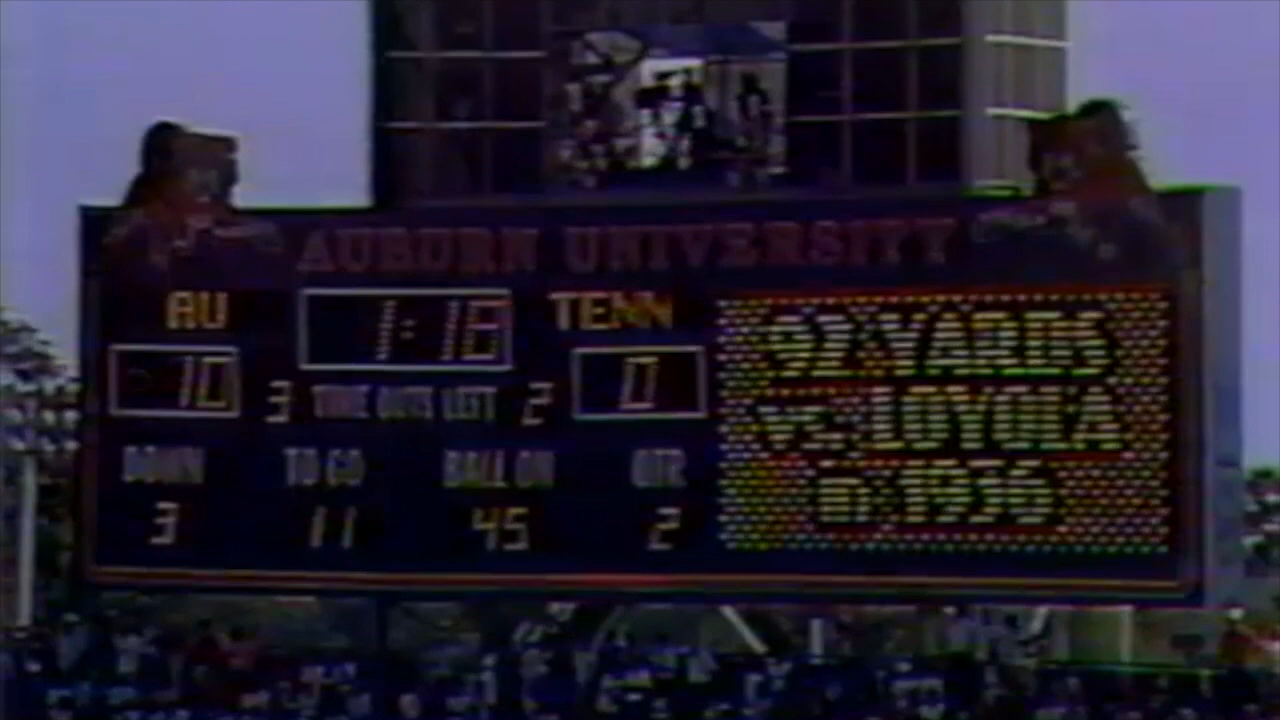 AUBURN UNIVERSITY
AU 1:18 TENN
10 3 TIME OUTS LEFT 2 0
DOWN TO GO BALL ON QTR
3 11 45 2
92 YARDS
vs. LOYOLA
in 1936